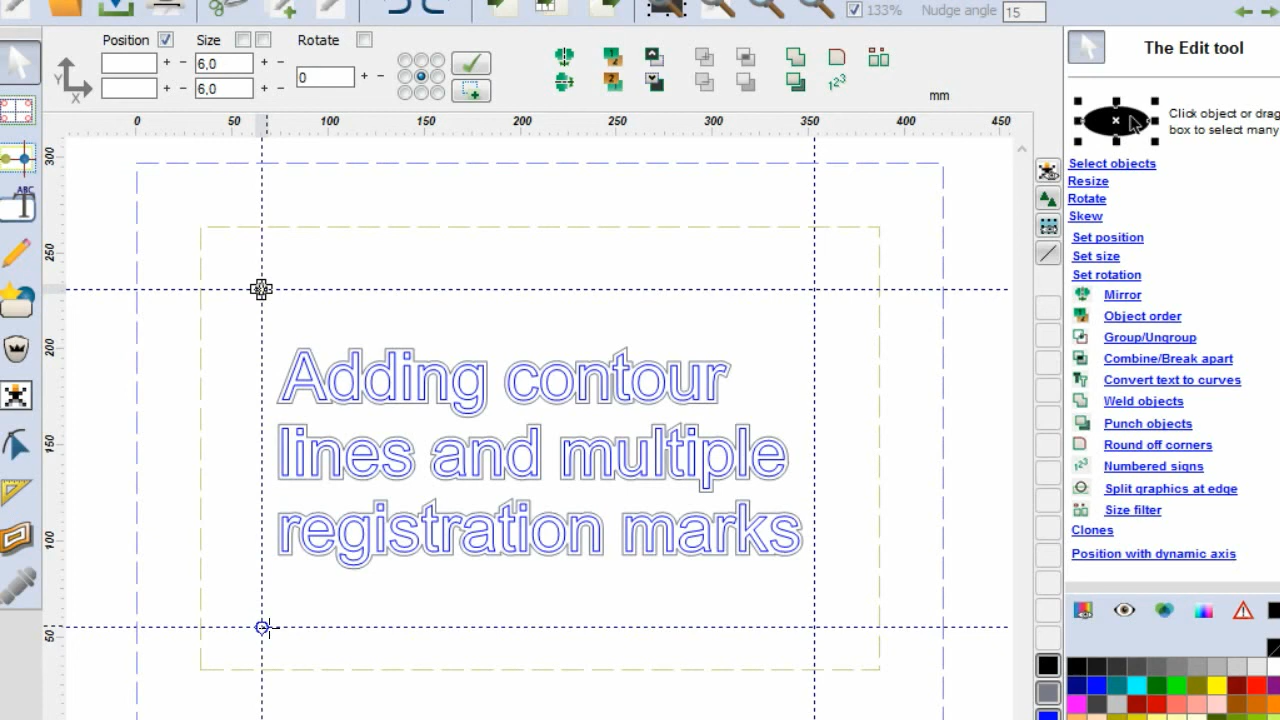 133% Nudge angle 15
Position Size Rotate
The Edit tool
+ - 6,0 + -
Y
0 + -
+ - 6,0 + -
X
mm
Click object or drag
box to select many
0 50 100 150 200 250 300 350 400 450
300
250
200
150
100
50
ABC
T
Adding contour
lines and multiple
registration marks
Select objects
Resize
Rotate
Skew
Set position
Set size
Set rotation
Mirror
Object order
Group/Ungroup
Combine/Break apart
Convert text to curves
Weld objects
Punch objects
Round off corners
Numbered signs
Split graphics at edge
Size filter
Clones
Position with dynamic axis